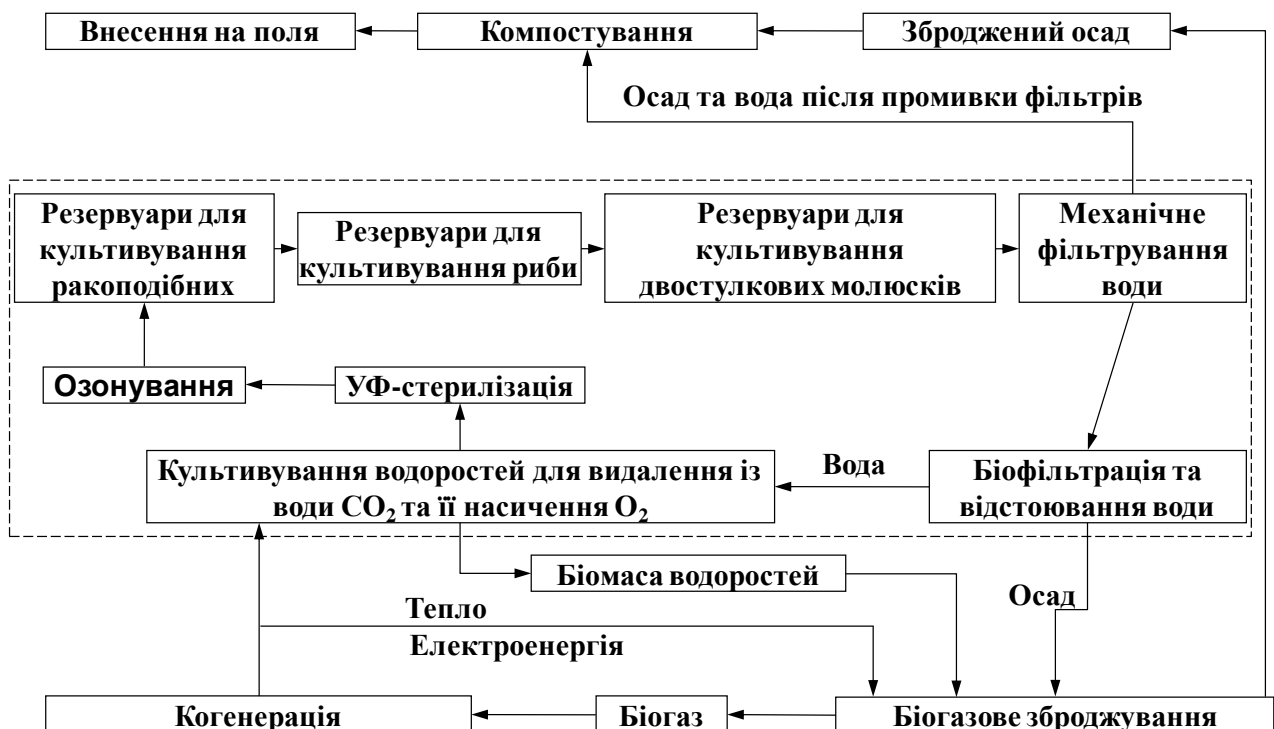 Внесення на поля
Компостування
Зброджений осад
Осад та вода після промивки фільтрів
Резервуари для
культивування
ракоподібних
Резервуари для
культивування риби
Резервуари для
культивування
двостулкових молюсків
Механічне
фільтрування
води
Озонування
УФ-стерилізація
Культивування водоростей для видалення із
води CO₂ та її насичення O₂
Вода
Біофільтрація та
відстоювання води
Біомаса водоростей
Осад
Тепло
Електроенергія
Когенерація
Біогаз
Біогазове зброджування